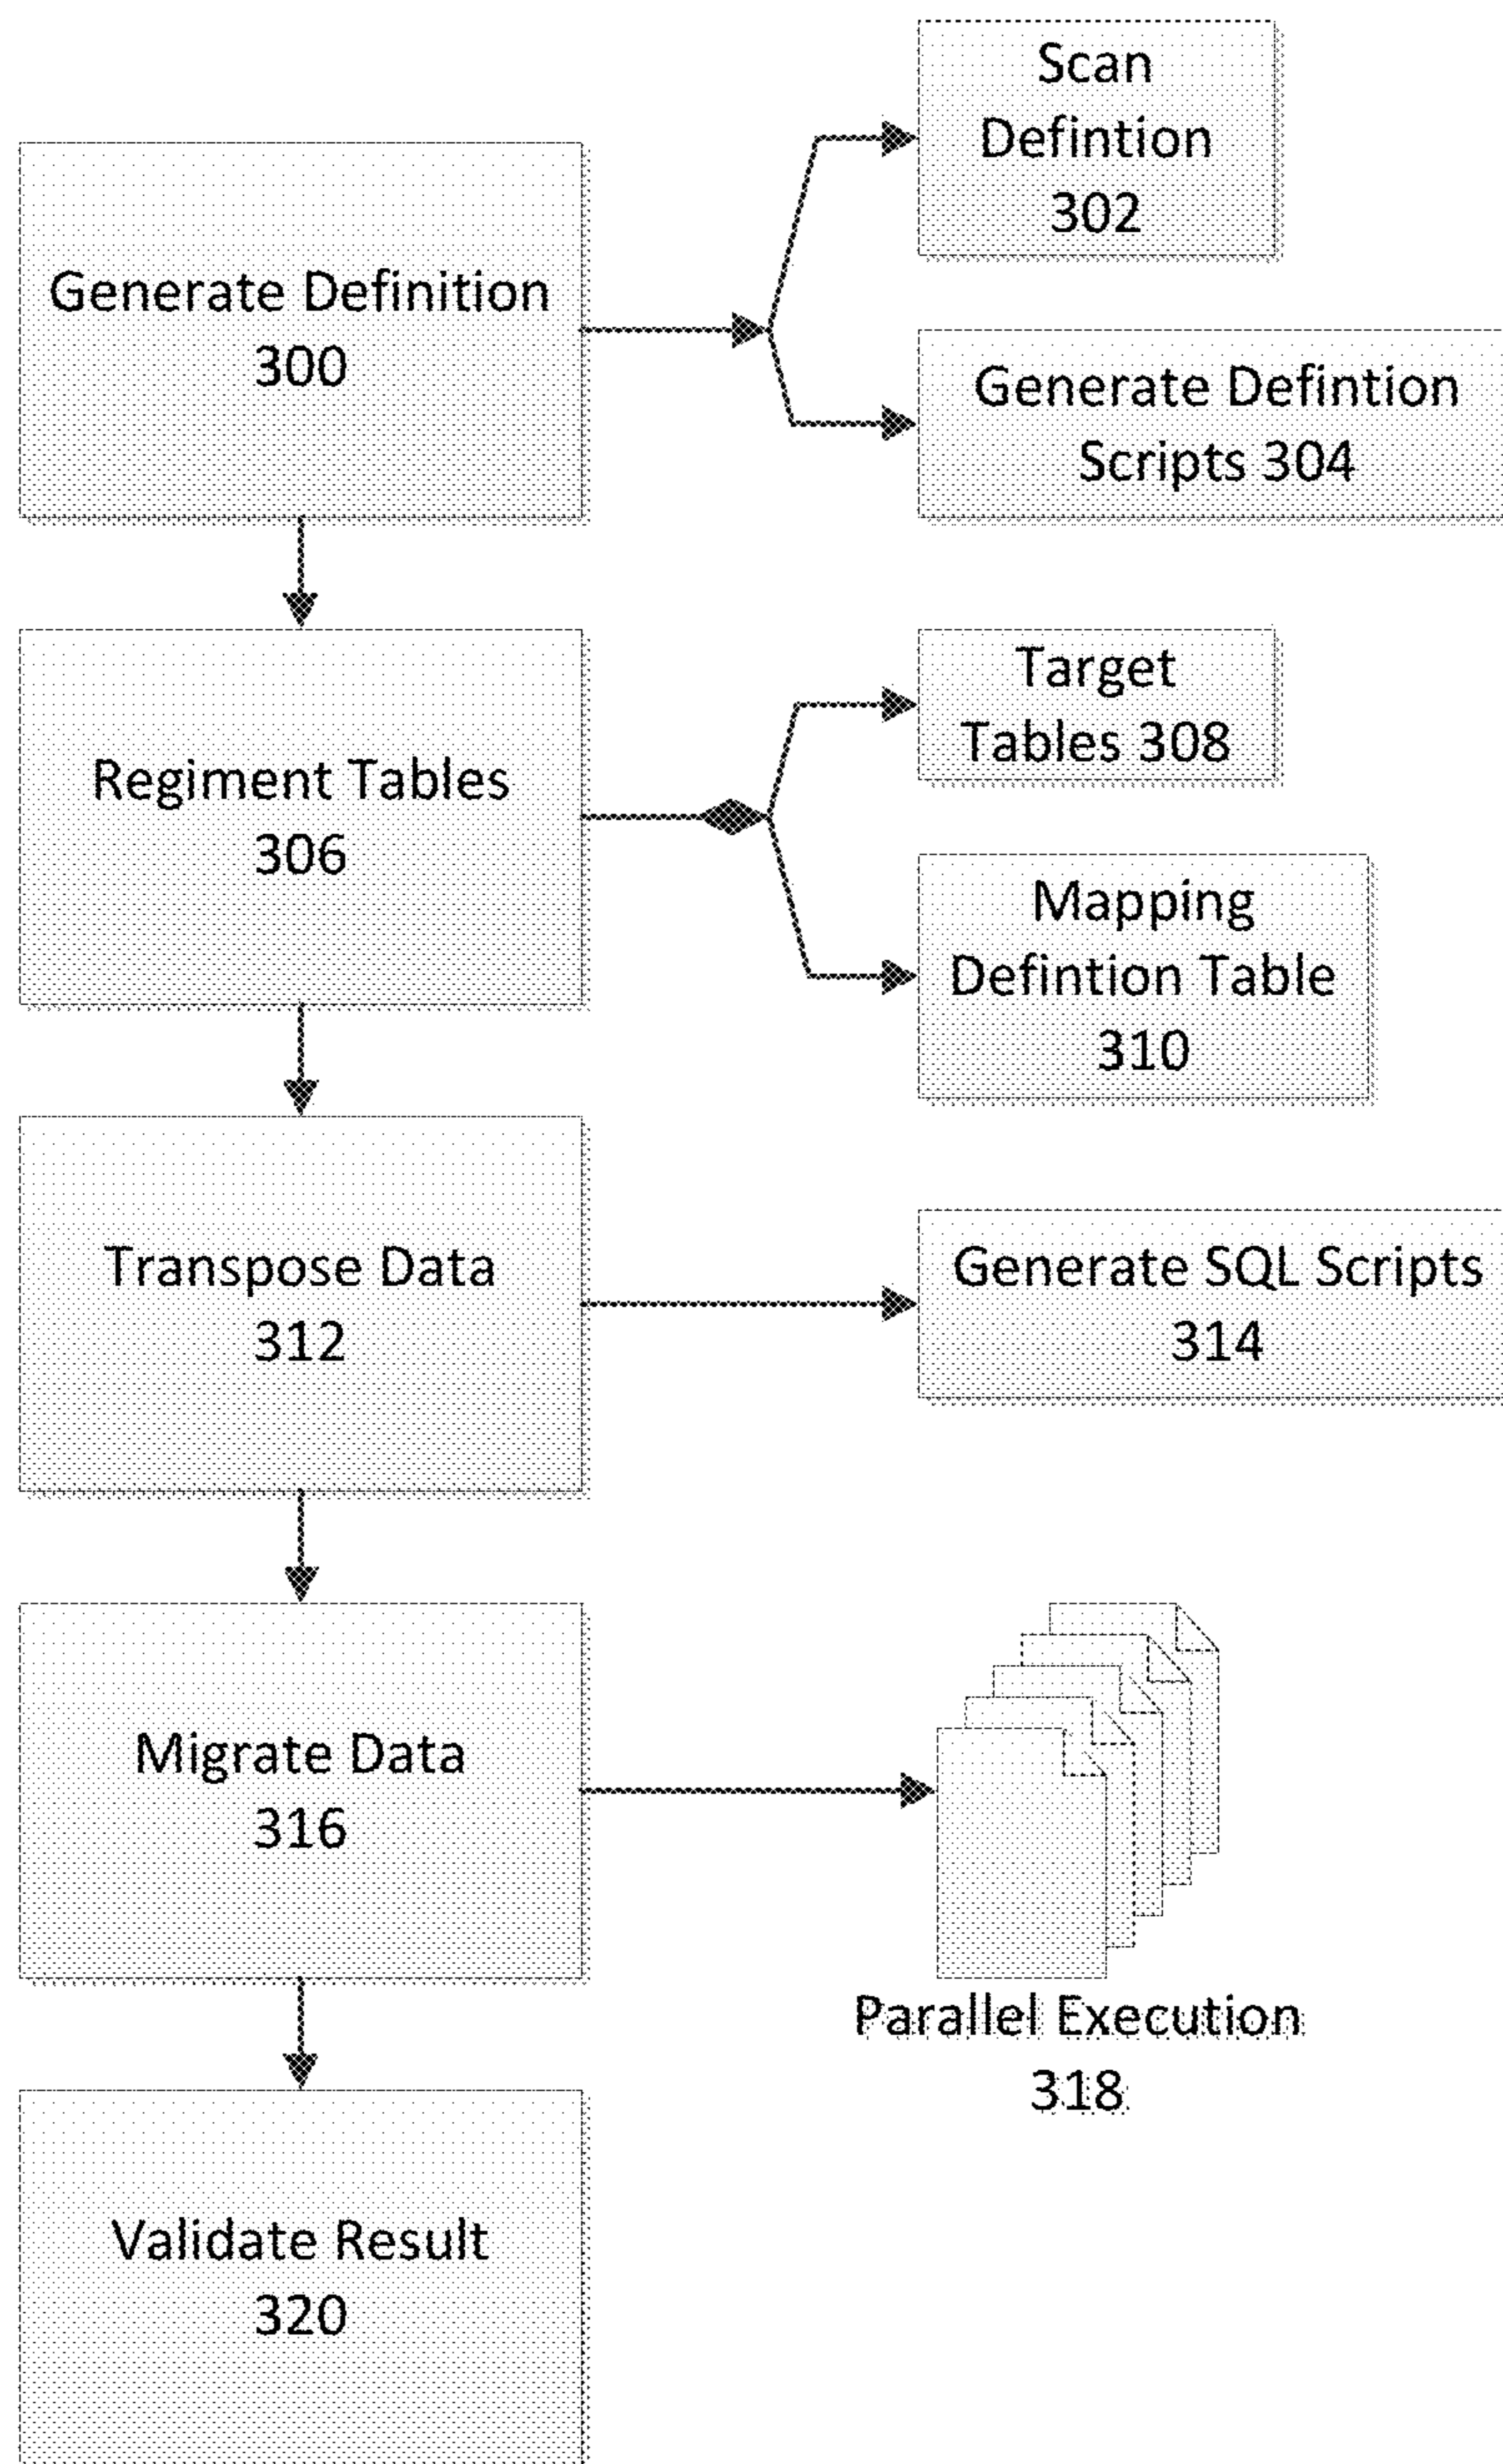 Scan
Defintion
302
Generate Definition
300
Generate Defintion
Scripts 304
Regiment Tables
306
Target
Tables 308
Mapping
Defintion Table
310
Transpose Data
312
Generate SQL Scripts
314
Migrate Data
316
Parallel Execution
318
Validate Result
320